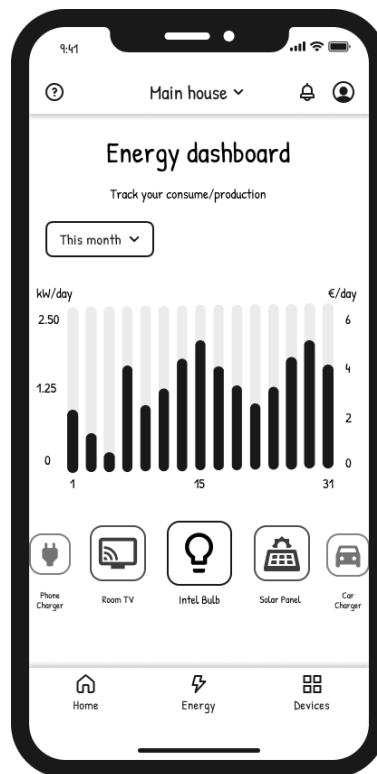 9:41
?
Main house
Energy dashboard
Track your consume/production
This month
kW/day €/day
2.50 6
4
1.25
2
0 0
1 15 31
Phone Charger
Room TV
Intel Bulb
Solar Panel
Car Charger
Home Energy Devices